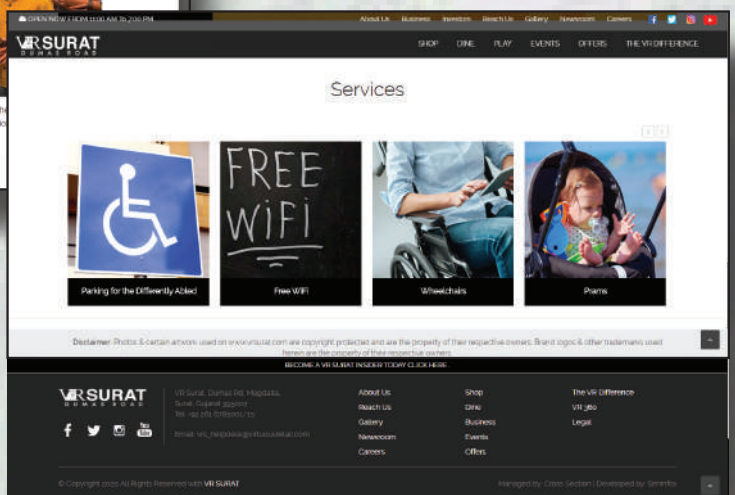 OPEN NOW FROM 11:00 AM To 7:00 PM
About Us Business Investors Reach Us Gallery Newsroom Careers
VR SURAT
DUMAS ROAD
SHOP DINE PLAY EVENTS OFFERS THE VR DIFFERENCE
Services
FREE
WiFi
Parking for the Differently Abled
Free WiFi
Wheelchairs
Prams
Disclaimer: Photos & certain artwork used on www.vrsurat.com are copyright protected and are the property of their respective owners. Brand logos & other trademarks used
herein are the property of their respective owners.
BECOME A VR SURAT INSIDER TODAY CLICK HERE
VR SURAT
DUMAS ROAD
VR Surat, Dumas Rd, Magdalla,
Surat, Gujarat
About Us
Reach Us
Gallery
Newsroom
Careers
Shop
Dine
Business
Events
Offers
The VR Difference
VR 360
Legal
You
Tube
© Copyright 2020 All Rights Reserved with VR SURAT
Managed by: Cross Section | Developed by: